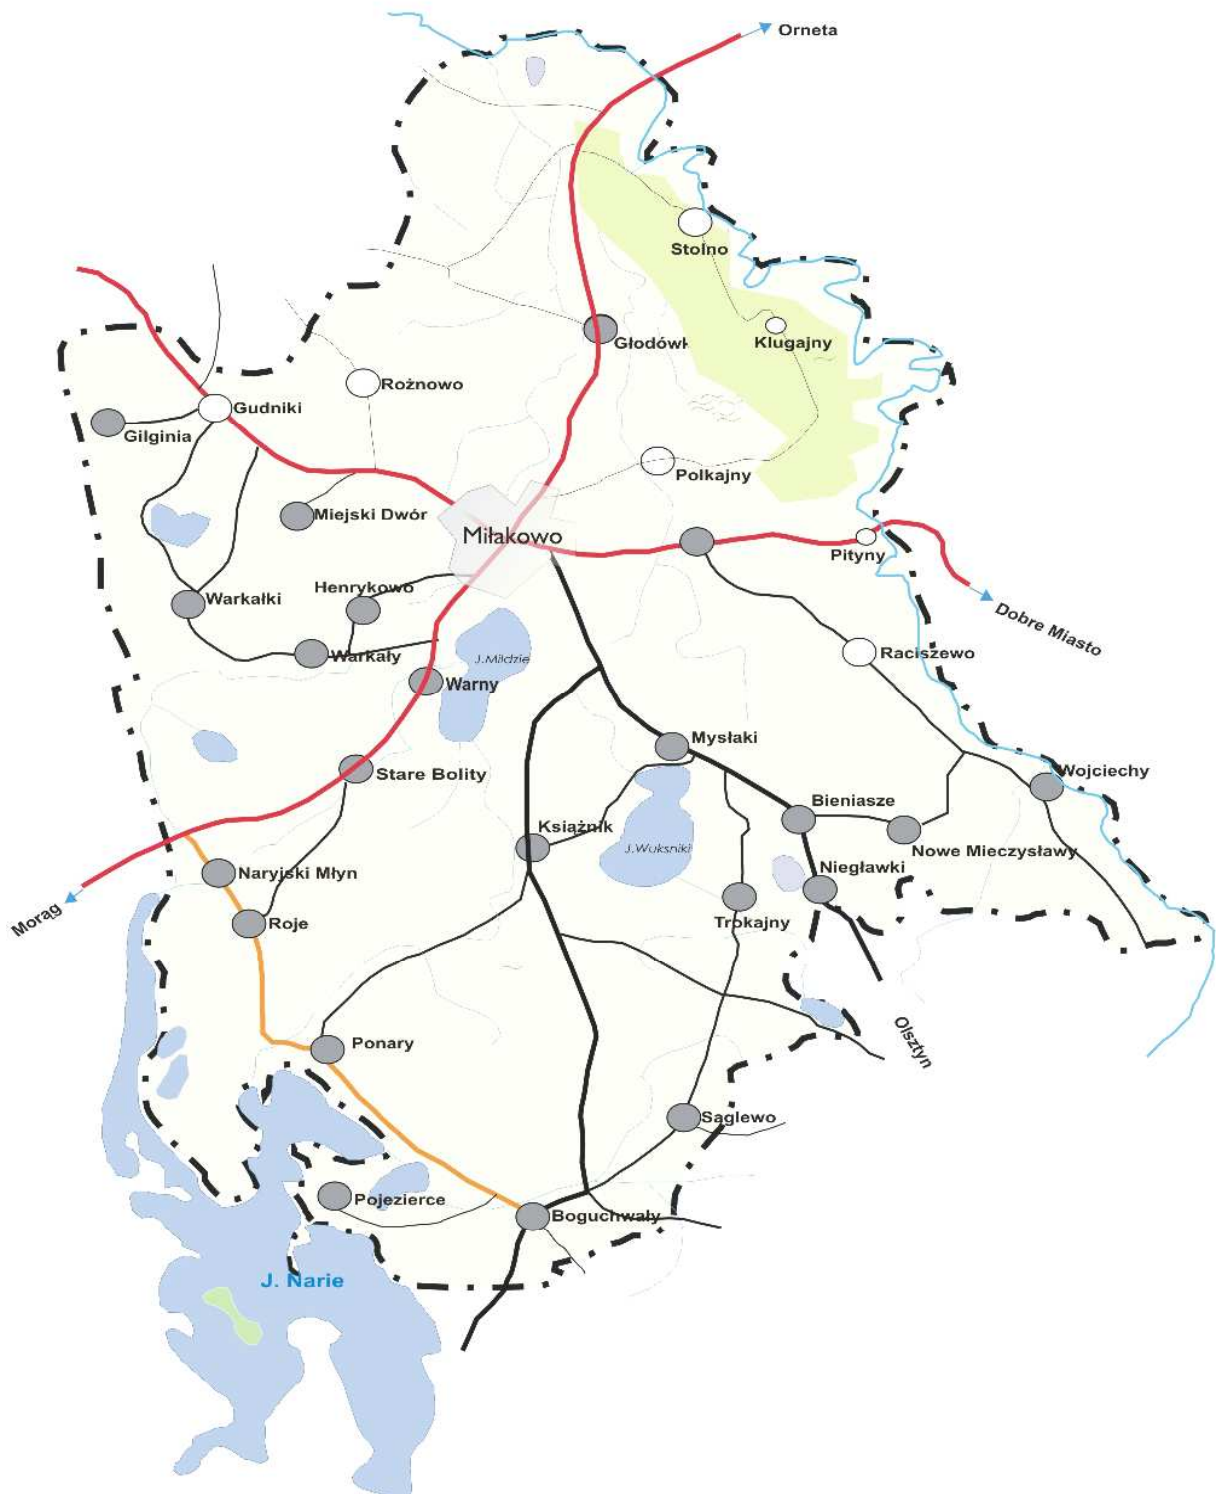 Orneta
Stolno
Głodówk
Klugajny
Rożnowo
Gudniki
Gilginia
Polkajny
Miejski Dwór
Miłakowo
Pityny
Henrykowo
Warkałki
Dobre Miasto
Warkały
J.Mildzie
Raciszewo
Warny
Mysłaki
Stare Bolity
Wojciechy
Bieniasze
Książnik
J.Wuksniki
Nowe Mieczysławy
Naryjski Młyn
Niegławki
Morąg
Roje
Trokajny
Olsztyn
Ponary
Saglewo
Pojezierce
Boguchwały
J. Narie